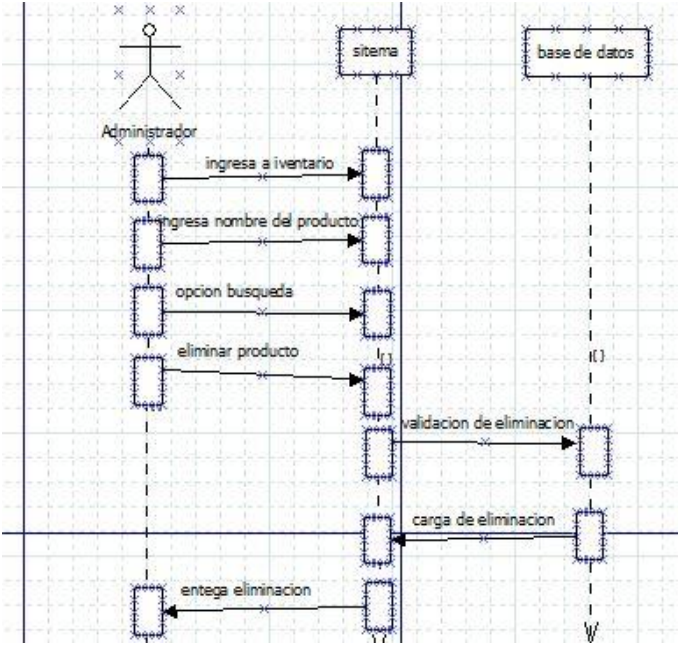 sitema
base de datos
Administrador
ingresa a iventario
ingresa nombre del producto
opcion busqueda
eliminar producto
validacion de eliminacion
carga de eliminacion
entega eliminacion